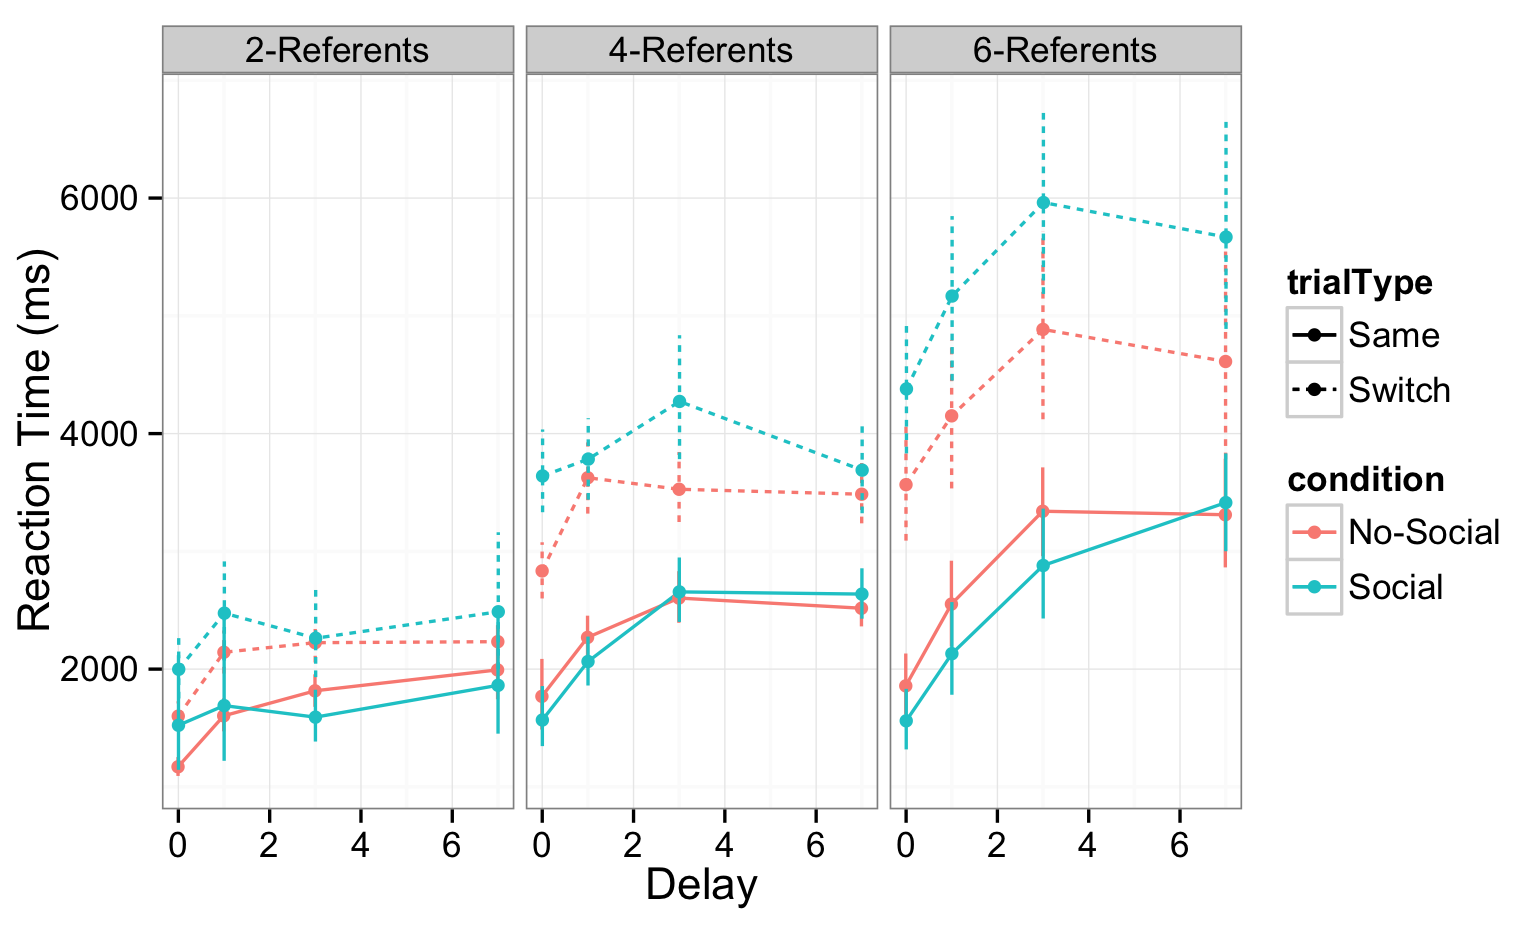 2-Referents 4-Referents 6-Referents
Reaction Time (ms)
6000
4000
2000
0 2 4 6 0 2 4 6 0 2 4 6
Delay
trialType
Same
Switch
condition
No-Social
Social